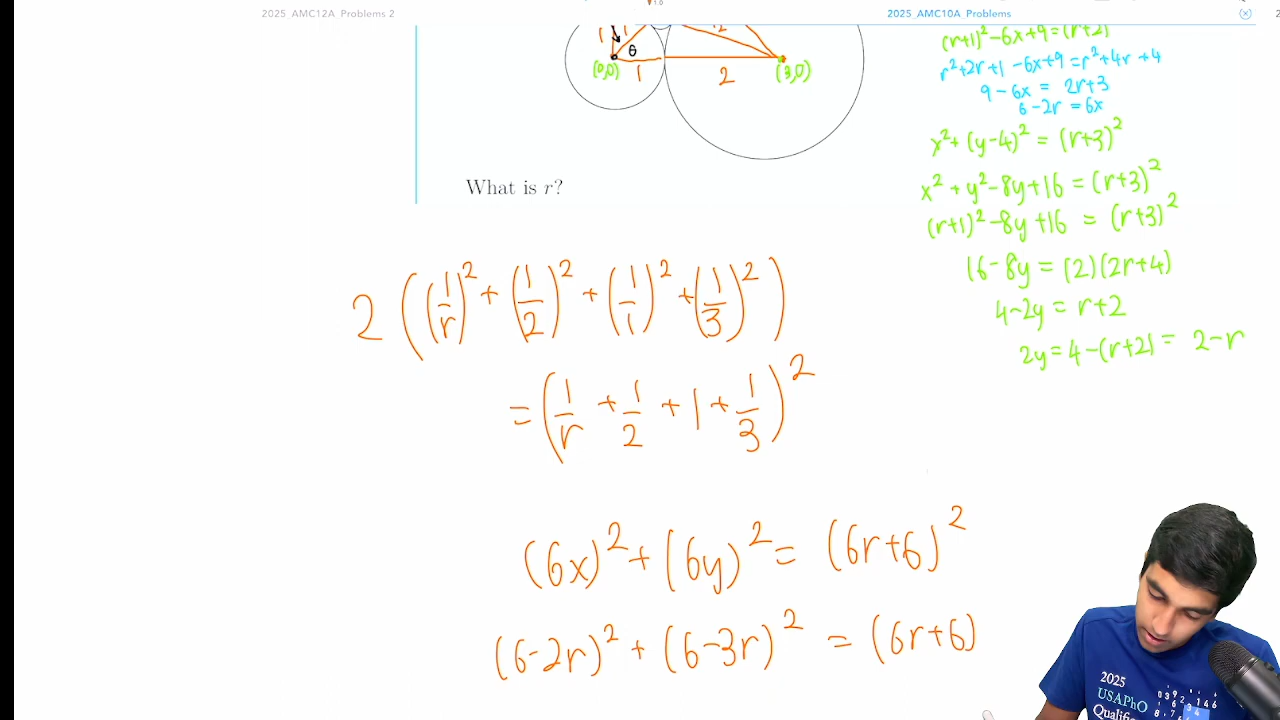 2025_AMC12A_Problems 2
2025_AMC10A_Problems
2
1.0
(r+1)²-6x+9=(r+2)²
r²+2r+1-6x+9=r²+4r+4
9-6x = 2r+3
6-2r = 6x
x²+(y-4)² = (r+3)²
x²+y²-8y+16=(r+3)²
(r+1)²-8y+16 = (r+3)²
16-8y=(2)(2r+4)
4-2y = r+2
2y=4-(r+2)= 2-r
1
θ
(0,0)
1
2
(3,0)
What is r?
2((1/r)²+(1/2)²+(1/1)²+(1/3)²)
=(1/r+1/2+1+1/3)²
(6x)²+(6y)²=(6r+6)²
(6-2r)²+(6-3r)²=(6r+6)
2025
USAPhO